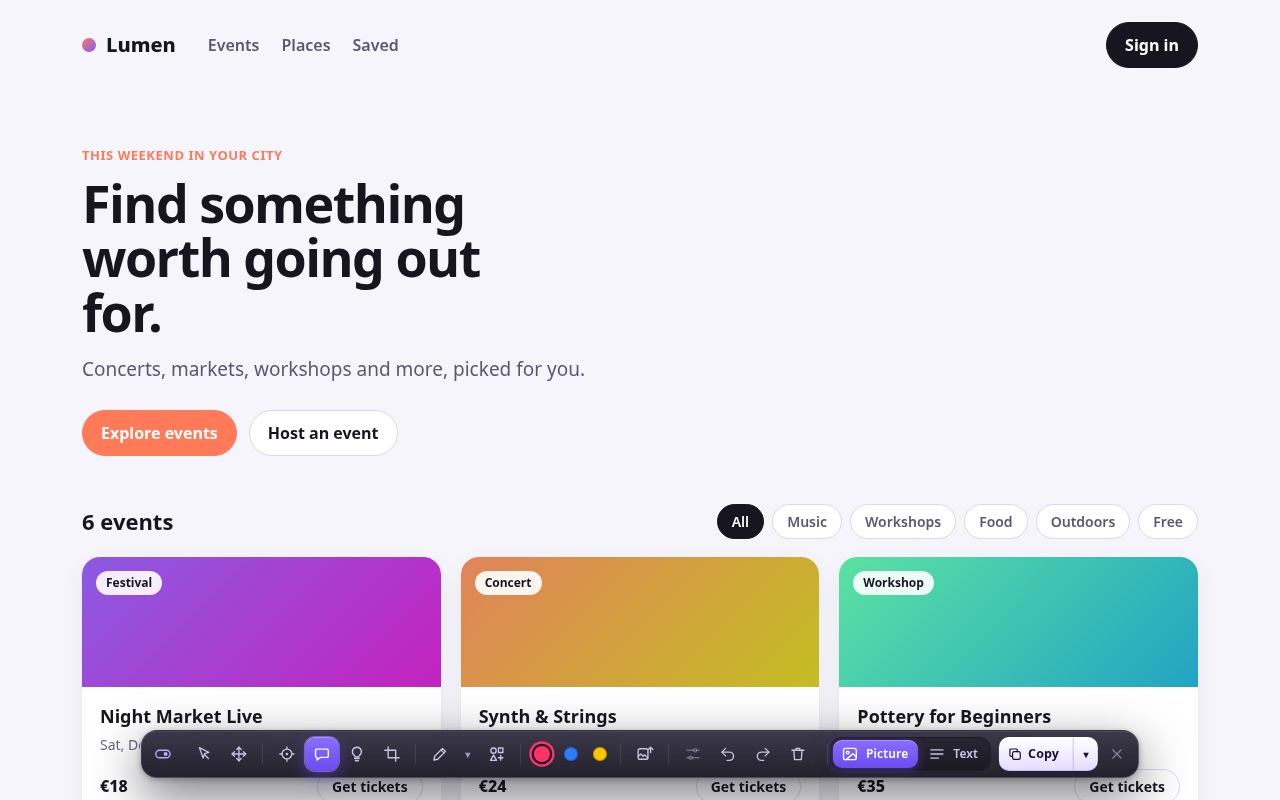 Lumen Events Places Saved Sign in
THIS WEEKEND IN YOUR CITY
Find something
worth going out
for.
Concerts, markets, workshops and more, picked for you.
Explore events Host an event
6 events All Music Workshops Food Outdoors Free
Festival Concert Workshop
Night Market Live Synth & Strings Pottery for Beginners
Sat,
Picture Text Copy
€18 Get tickets €24 Get tickets €35 Get tickets